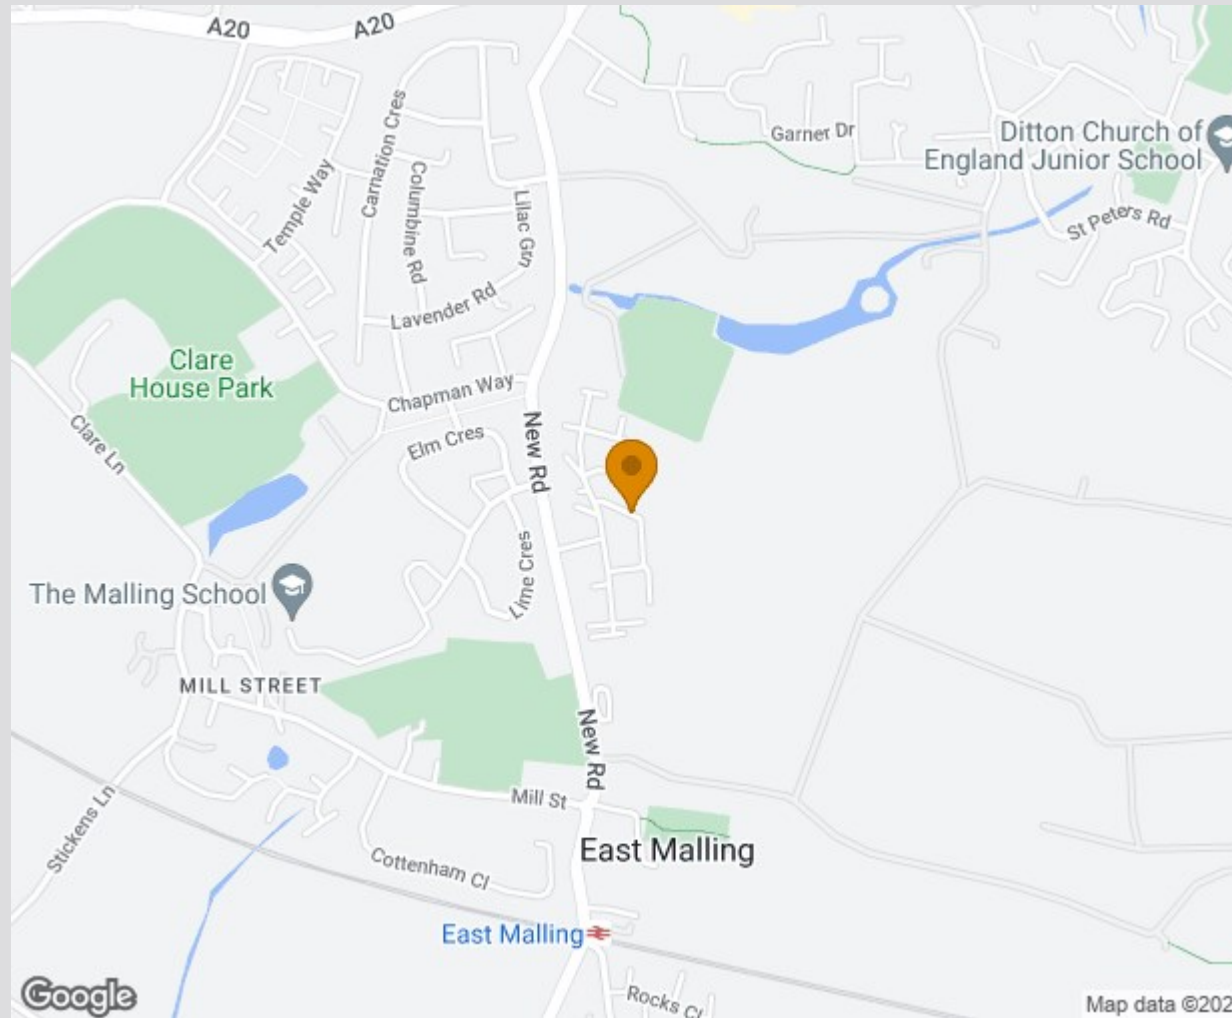 A20
A20
Carnation Cres
Garner Dr
Ditton Church of
England Junior School
Temple Way
Columbine Rd
Lilac Grn
St Peters Rd
Lavender Rd
Clare
House Park
Chapman Way
Clare Ln
Elm Cres
New Rd
Lime Cres
The Malling School
MILL STREET
New Rd
Mill St
Stickens Ln
East Malling
Cottenham Cl
East Malling
Rocks Cl
Google
Map data ©202